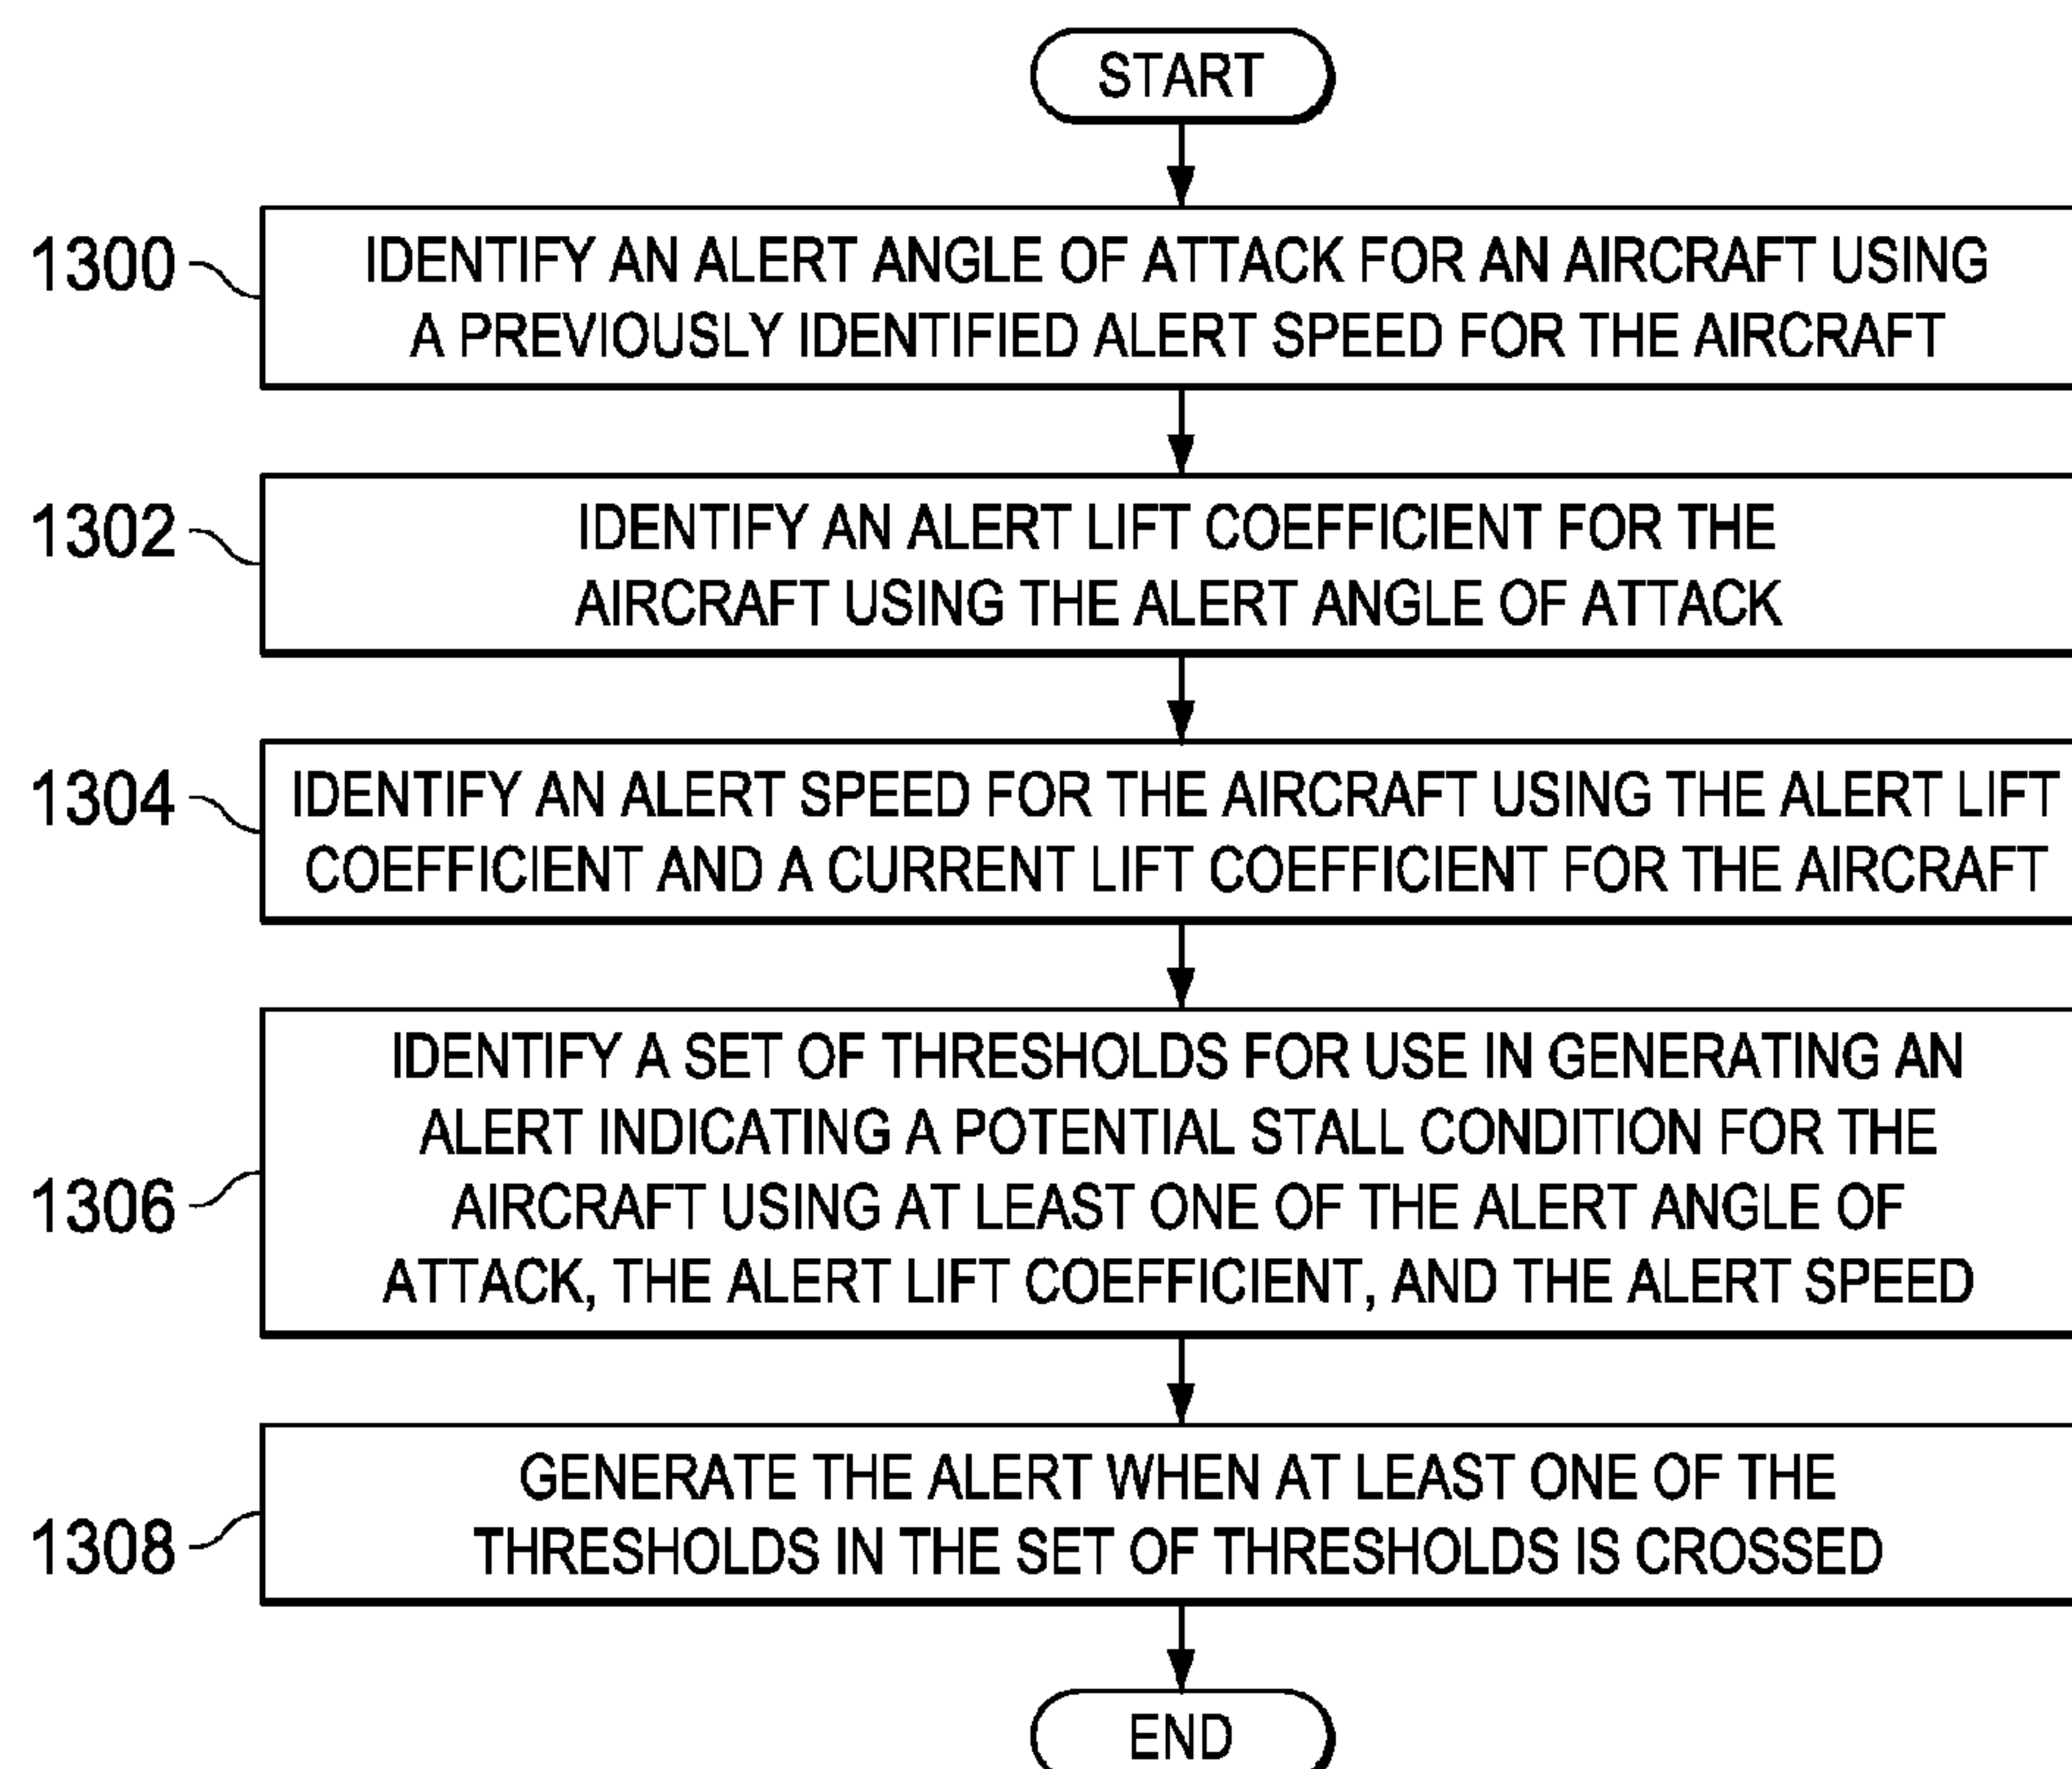 START
1300
IDENTIFY AN ALERT ANGLE OF ATTACK FOR AN AIRCRAFT USING
A PREVIOUSLY IDENTIFIED ALERT SPEED FOR THE AIRCRAFT
1302
IDENTIFY AN ALERT LIFT COEFFICIENT FOR THE
AIRCRAFT USING THE ALERT ANGLE OF ATTACK
1304
IDENTIFY AN ALERT SPEED FOR THE AIRCRAFT USING THE ALERT LIFT
COEFFICIENT AND A CURRENT LIFT COEFFICIENT FOR THE AIRCRAFT
1306
IDENTIFY A SET OF THRESHOLDS FOR USE IN GENERATING AN
ALERT INDICATING A POTENTIAL STALL CONDITION FOR THE
AIRCRAFT USING AT LEAST ONE OF THE ALERT ANGLE OF
ATTACK, THE ALERT LIFT COEFFICIENT, AND THE ALERT SPEED
1308
GENERATE THE ALERT WHEN AT LEAST ONE OF THE
THRESHOLDS IN THE SET OF THRESHOLDS IS CROSSED
END